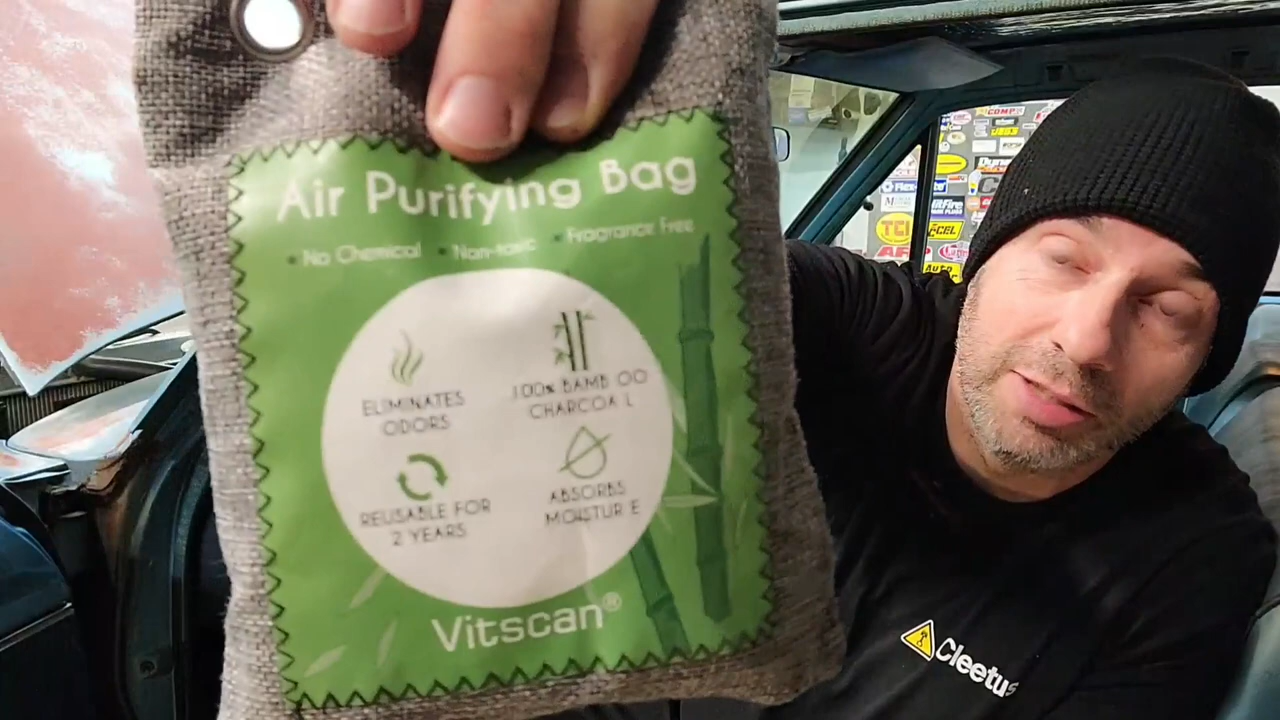 Air Purifying Bag
• No Chemical • Non-toxic • Fragrance Free
ELIMINATES
ODORS
100% BAMB OO
CHARCOA L
REUSABLE FOR
2 YEARS
ABSORBS
MOISTUR E
Vitscan®
Cleetus
TCI